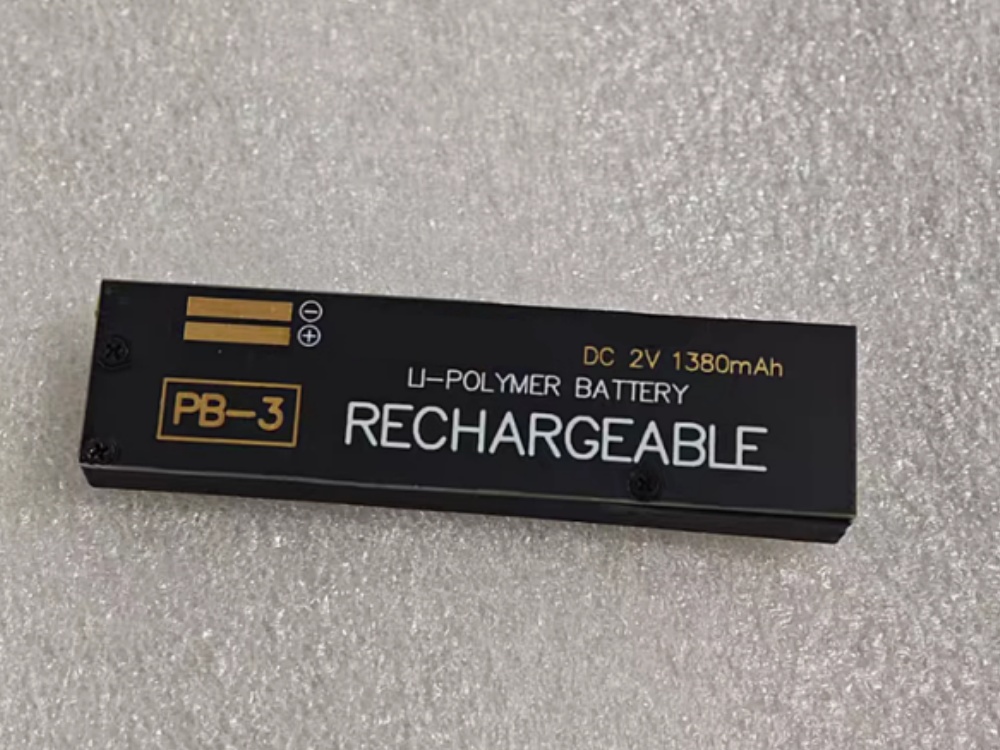 ⊖
⊕
DC 2V 1380mAh
LI-POLYMER BATTERY
PB-3
RECHARGEABLE